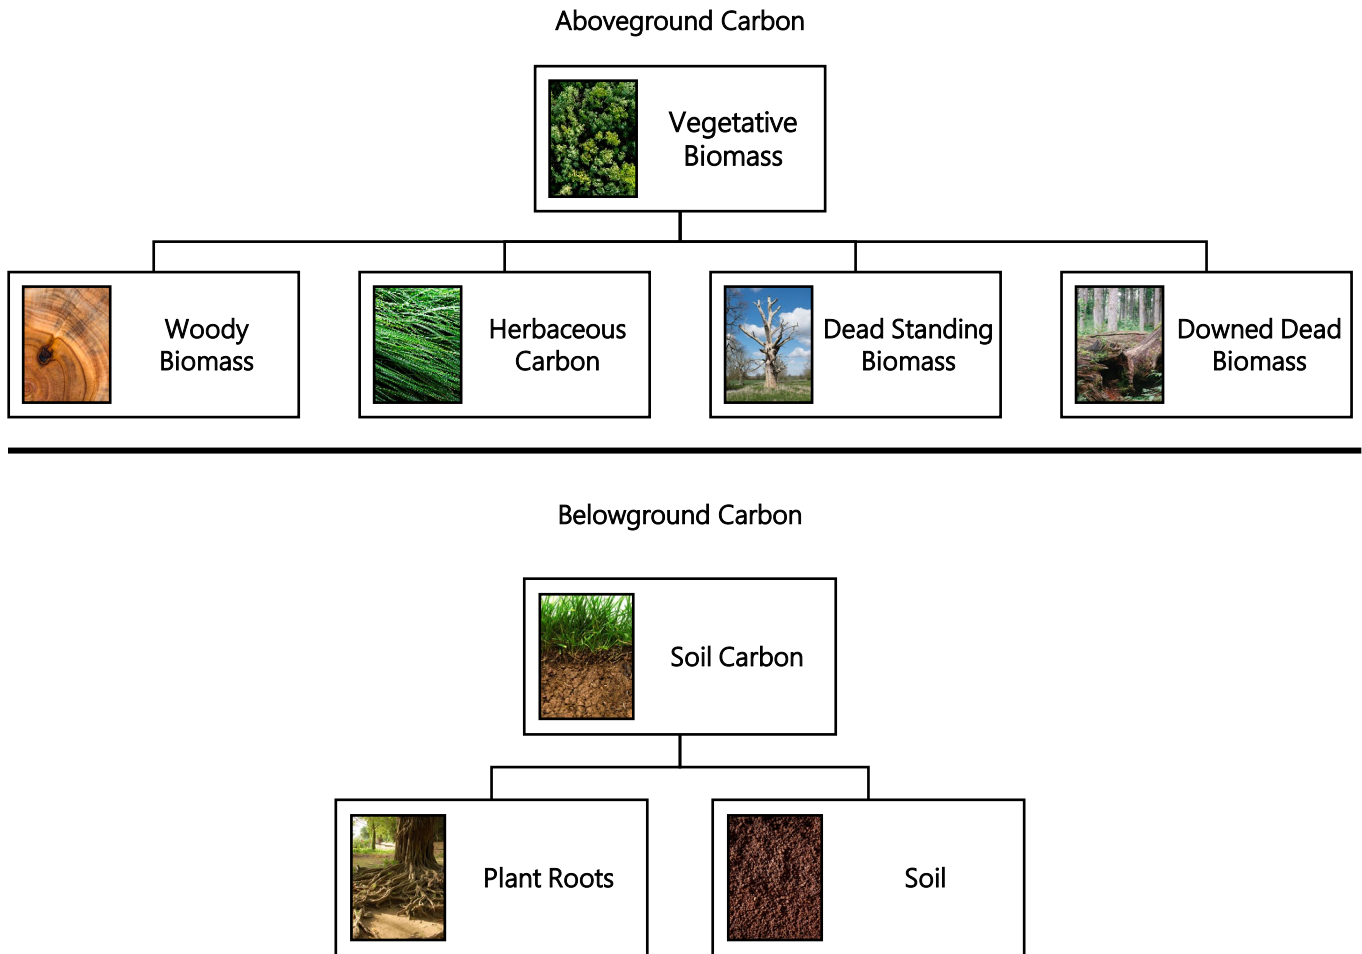 Aboveground Carbon
Vegetative
Biomass
Woody
Biomass
Herbaceous
Carbon
Dead Standing
Biomass
Downed Dead
Biomass
Belowground Carbon
Soil Carbon
Plant Roots
Soil